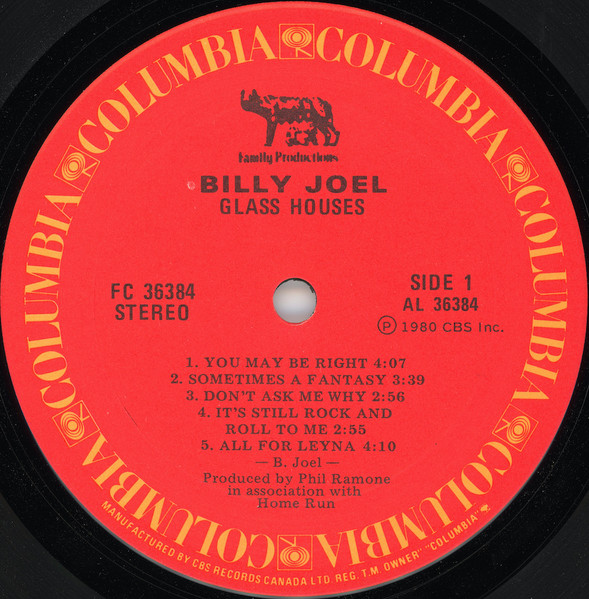 COLUMBIA COLUMBIA COLUMBIA COLUMBIA COLUMBIA COLUMBIA
Family Productions
BILLY JOEL
GLASS HOUSES
FC 36384
STEREO
SIDE 1
AL 36384
Ⓟ 1980 CBS Inc.
1. YOU MAY BE RIGHT 4:07
2. SOMETIMES A FANTASY 3:39
3. DON'T ASK ME WHY 2:56
4. IT'S STILL ROCK AND
ROLL TO ME 2:55
5. ALL FOR LEYNA 4:10
— B. Joel —
Produced by Phil Ramone
in association with
Home Run
MANUFACTURED BY CBS RECORDS CANADA LTD. REG. T.M. OWNER" "COLUMBIA"